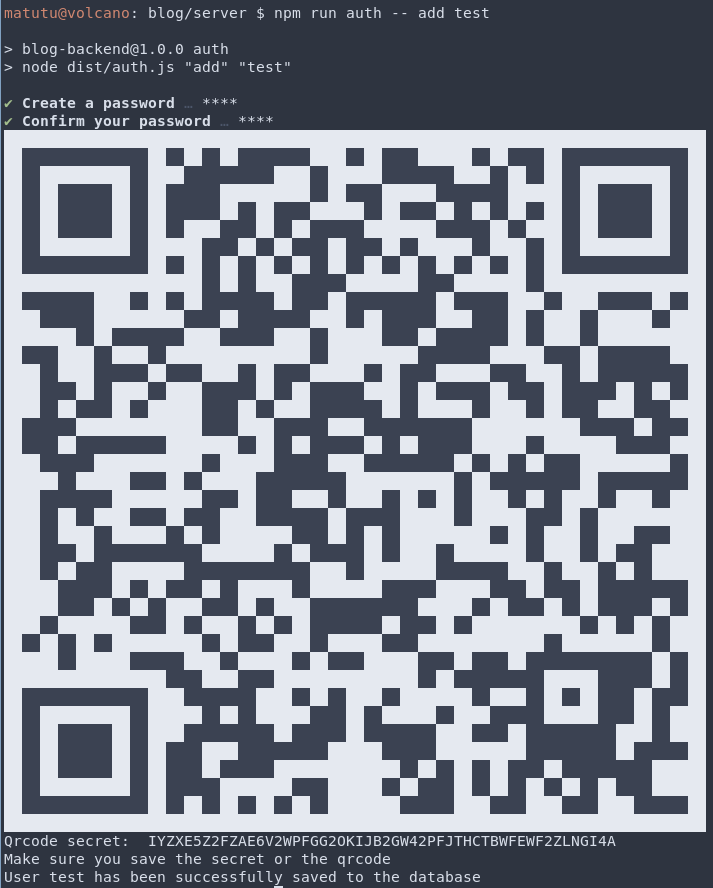 matutu@volcano: blog/server $ npm run auth -- add test
> blog-backend@1.0.0 auth
> node dist/auth.js "add" "test"
✔ Create a password … ****
✔ Confirm your password … ****
Qrcode secret:  IYZXE5Z2FZAE6V2WPFGG2OKIJB2GW42PFJTHCTBWFEWF2ZLNGI4A
Make sure you save the secret or the qrcode
User test has been successfully saved to the database